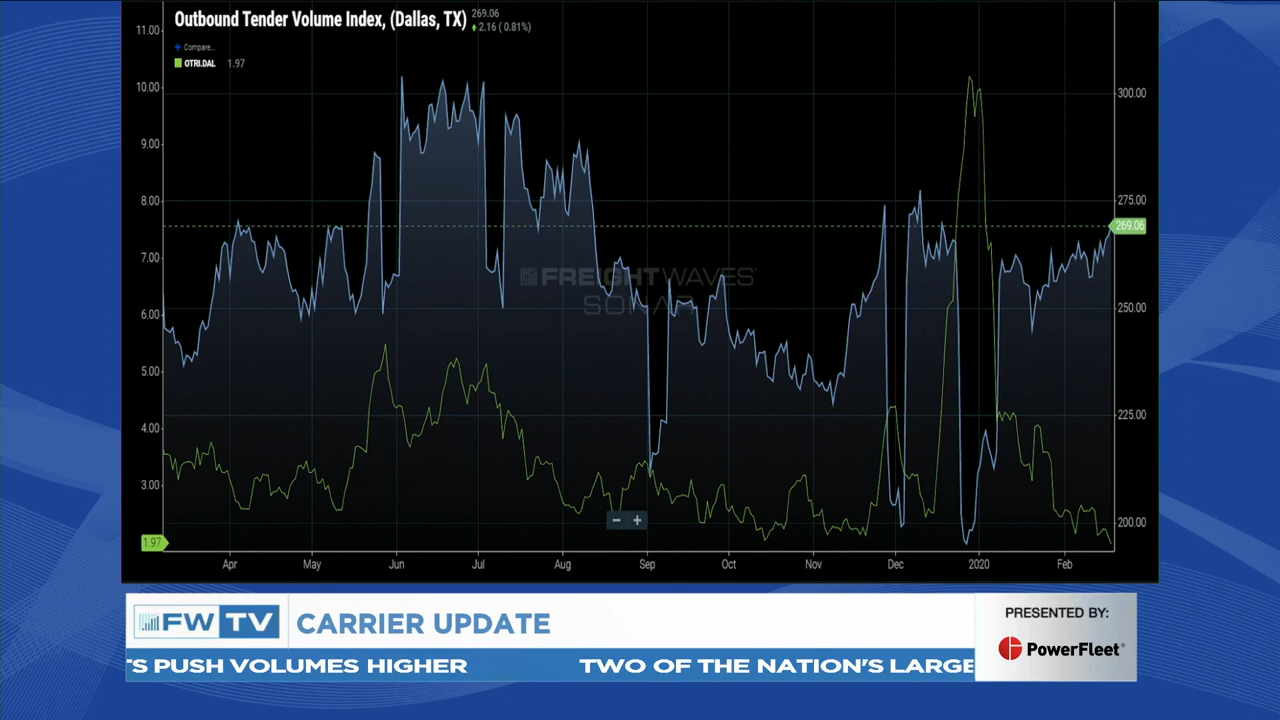 Outbound Tender Volume Index, (Dallas, TX) 269.06
2.16 ( 0.81%)
+ Compare...
OTRI.DAL 1.97
11.00
10.00
9.00
8.00
7.00
6.00
5.00
4.00
3.00
1.97
300.00
275.00
269.06
250.00
225.00
200.00
FREIGHTWAVES
SONAR
− +
Apr May Jun Jul Aug Sep Oct Nov Dec 2020 Feb
FWTV CARRIER UPDATE
'S PUSH VOLUMES HIGHER TWO OF THE NATION'S LARGE
PRESENTED BY:
PowerFleet